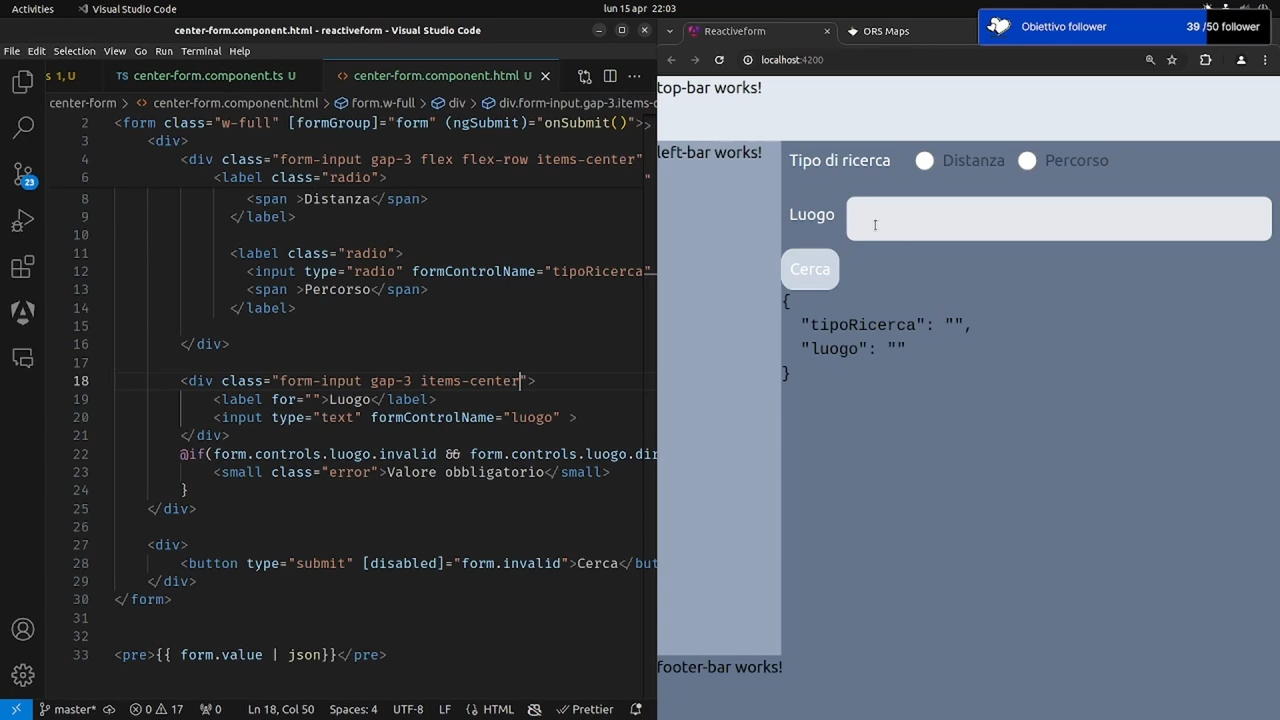 Activities
Visual Studio Code
lun 15 apr 22:03
center-form.component.html - reactiveform - Visual Studio Code
File Edit Selection View Go Run Terminal Help
s 1, U
center-form.component.ts U
center-form.component.html U
center-form > center-form.component.html > form.w-full > div > div.form-input.gap-3.items-c
2 <form class="w-full" [formGroup]="form" (ngSubmit)="onSubmit()">
3 <div>
4 <div class="form-input gap-3 flex flex-row items-center"
6 <label class="radio">
8 <span >Distanza</span>
9 </label>
10
11 <label class="radio">
12 <input type="radio" formControlName="tipoRicerca"
13 <span >Percorso</span>
14 </label>
15
16 </div>
17
18 <div class="form-input gap-3 items-center">
19 <label for="">Luogo</label>
20 <input type="text" formControlName="luogo" >
21 </div>
22 @if(form.controls.luogo.invalid && form.controls.luogo.dir
23 <small class="error">Valore obbligatorio</small>
24 }
25 </div>
26
27 <div>
28 <button type="submit" [disabled]="form.invalid">Cerca</but
29 </div>
30 </form>
31
32
33 <pre>{{ form.value | json}}</pre>
23
master*
0 17
0
Ln 18, Col 50
Spaces: 4
UTF-8
LF
HTML
Prettier
Reactiveform
ORS Maps
Obiettivo follower
39 /50 follower
localhost:4200
top-bar works!
left-bar works!
Tipo di ricerca Distanza Percorso
Luogo
Cerca
{
"tipoRicerca": "",
"luogo": ""
}
footer-bar works!